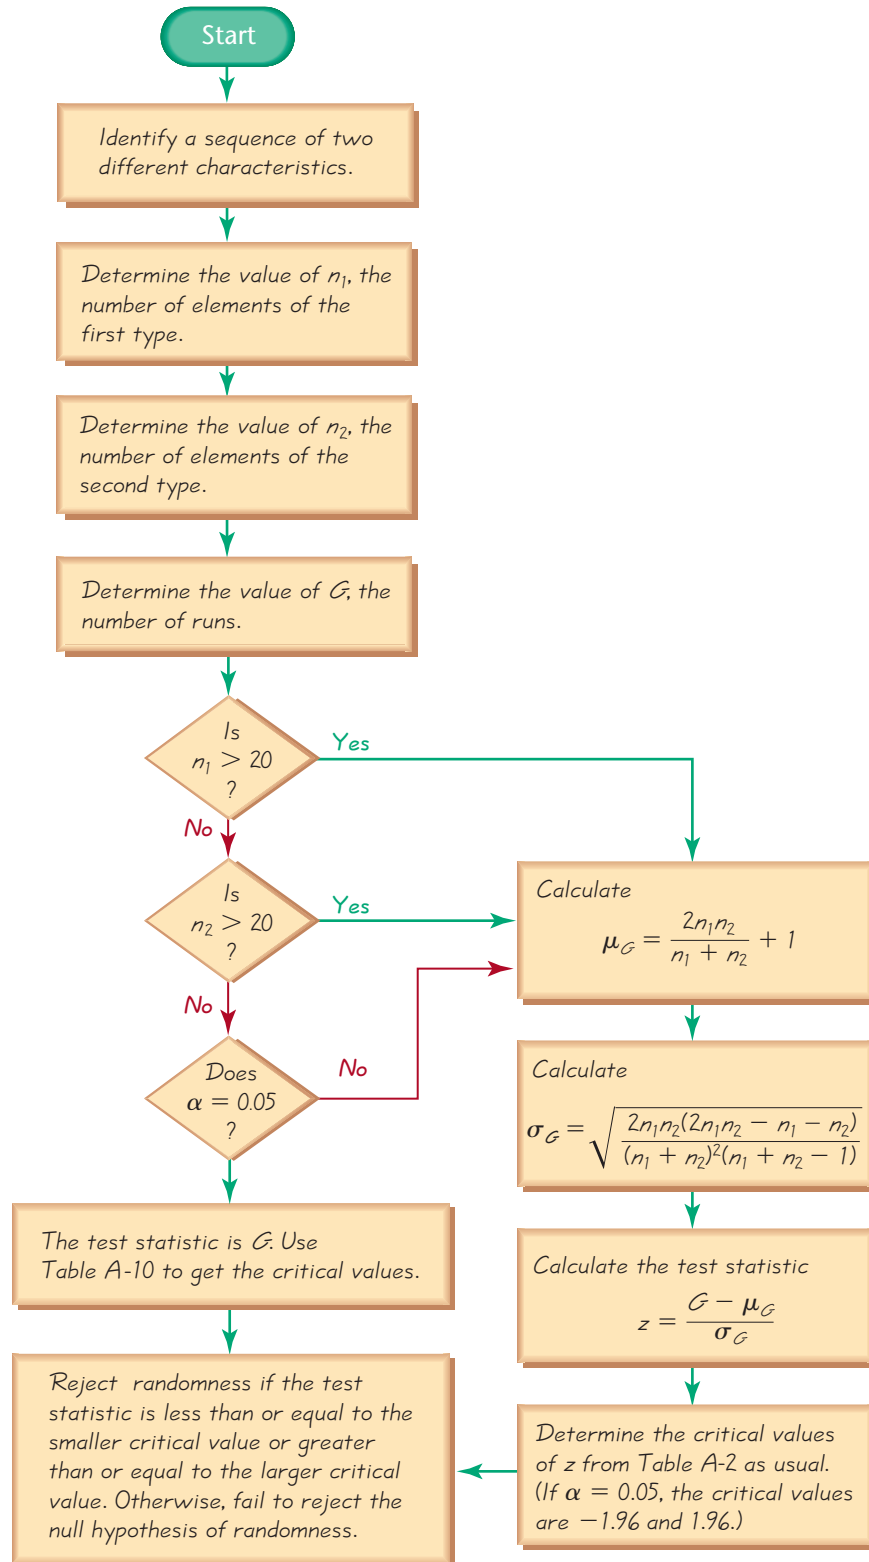 Start
Identify a sequence of two
different characteristics.
Determine the value of n₁, the
number of elements of the
first type.
Determine the value of n₂, the
number of elements of the
second type.
Determine the value of G, the
number of runs.
Is
n₁ > 20
?
Yes
No
Is
n₂ > 20
?
Yes
No
Does
α = 0.05
?
No
The test statistic is G. Use
Table A-10 to get the critical values.
Reject randomness if the test
statistic is less than or equal to the
smaller critical value or greater
than or equal to the larger critical
value. Otherwise, fail to reject the
null hypothesis of randomness.
Calculate
μ_G = 2n₁n₂ / (n₁ + n₂) + 1
Calculate
σ_G = √(2n₁n₂(2n₁n₂ − n₁ − n₂) / ((n₁ + n₂)²(n₁ + n₂ − 1)))
Calculate the test statistic
z = (G − μ_G) / σ_G
Determine the critical values
of z from Table A-2 as usual.
(If α = 0.05, the critical values
are −1.96 and 1.96.)